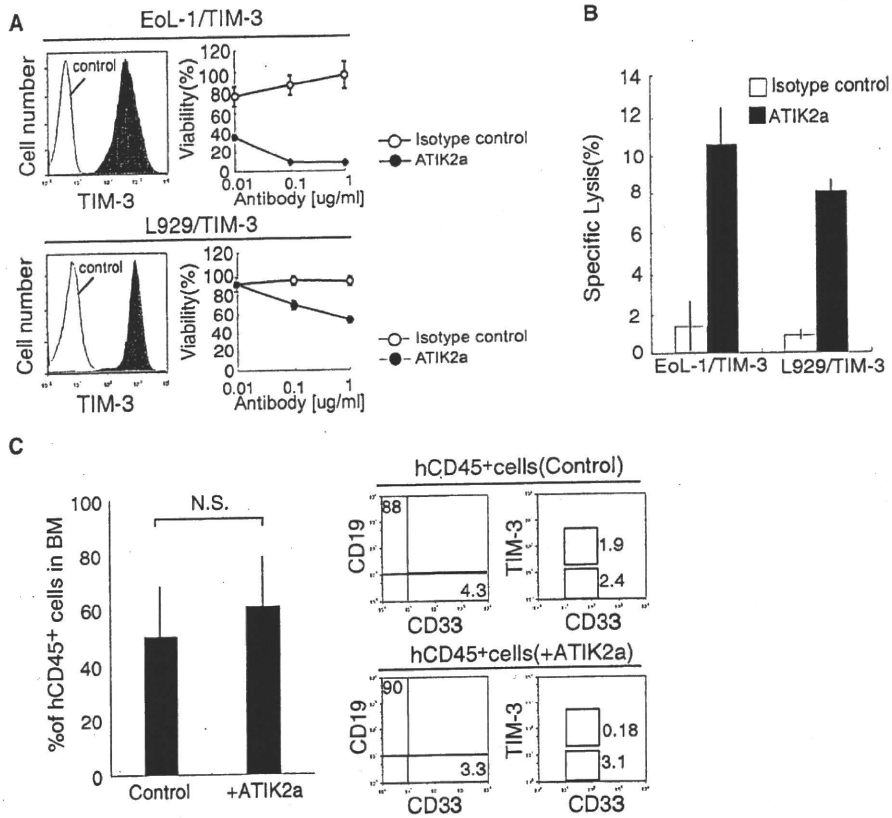 A
EoL-1/TIM-3
Cell number
control
TIM-3
Viability(%)
120
100
80
60
40
20
0
0.01
0.1
1
Antibody [ug/ml]
Isotype control
ATIK2a
L929/TIM-3
Cell number
control
TIM-3
Viability(%)
120
100
80
60
40
20
0
0.01
0.1
1
Antibody [ug/ml]
Isotype control
ATIK2a
B
Specific Lysis(%)
14
12
10
8
6
4
2
0
Isotype control
ATIK2a
EoL-1/TIM-3
L929/TIM-3
C
%of hCD45+ cells in BM
100
80
60
40
20
0
N.S.
Control
+ATIK2a
hCD45+cells(Control)
CD19
88
4.3
CD33
TIM-3
1.9
2.4
CD33
hCD45+cells(+ATIK2a)
CD19
90
3.3
CD33
TIM-3
0.18
3.1
CD33